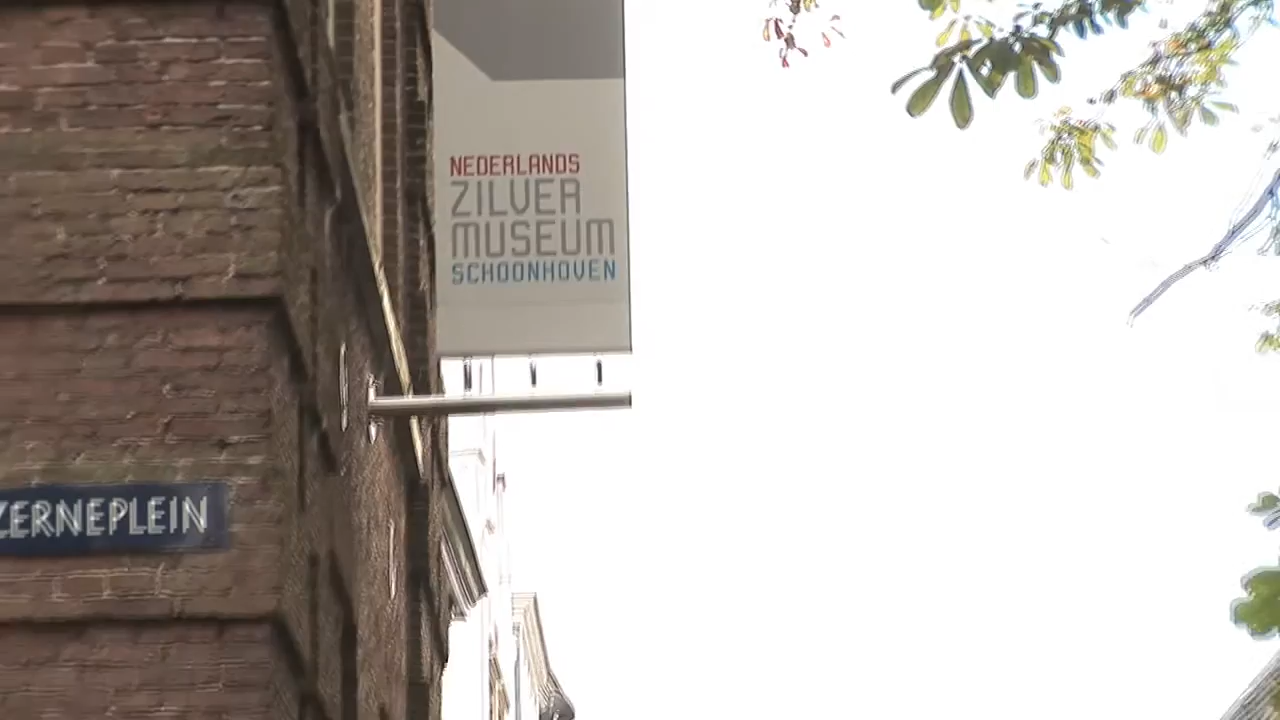 NEDERLANDS
ZILVER
MUSEUM
SCHOONHOVEN
ZERNEPLEIN